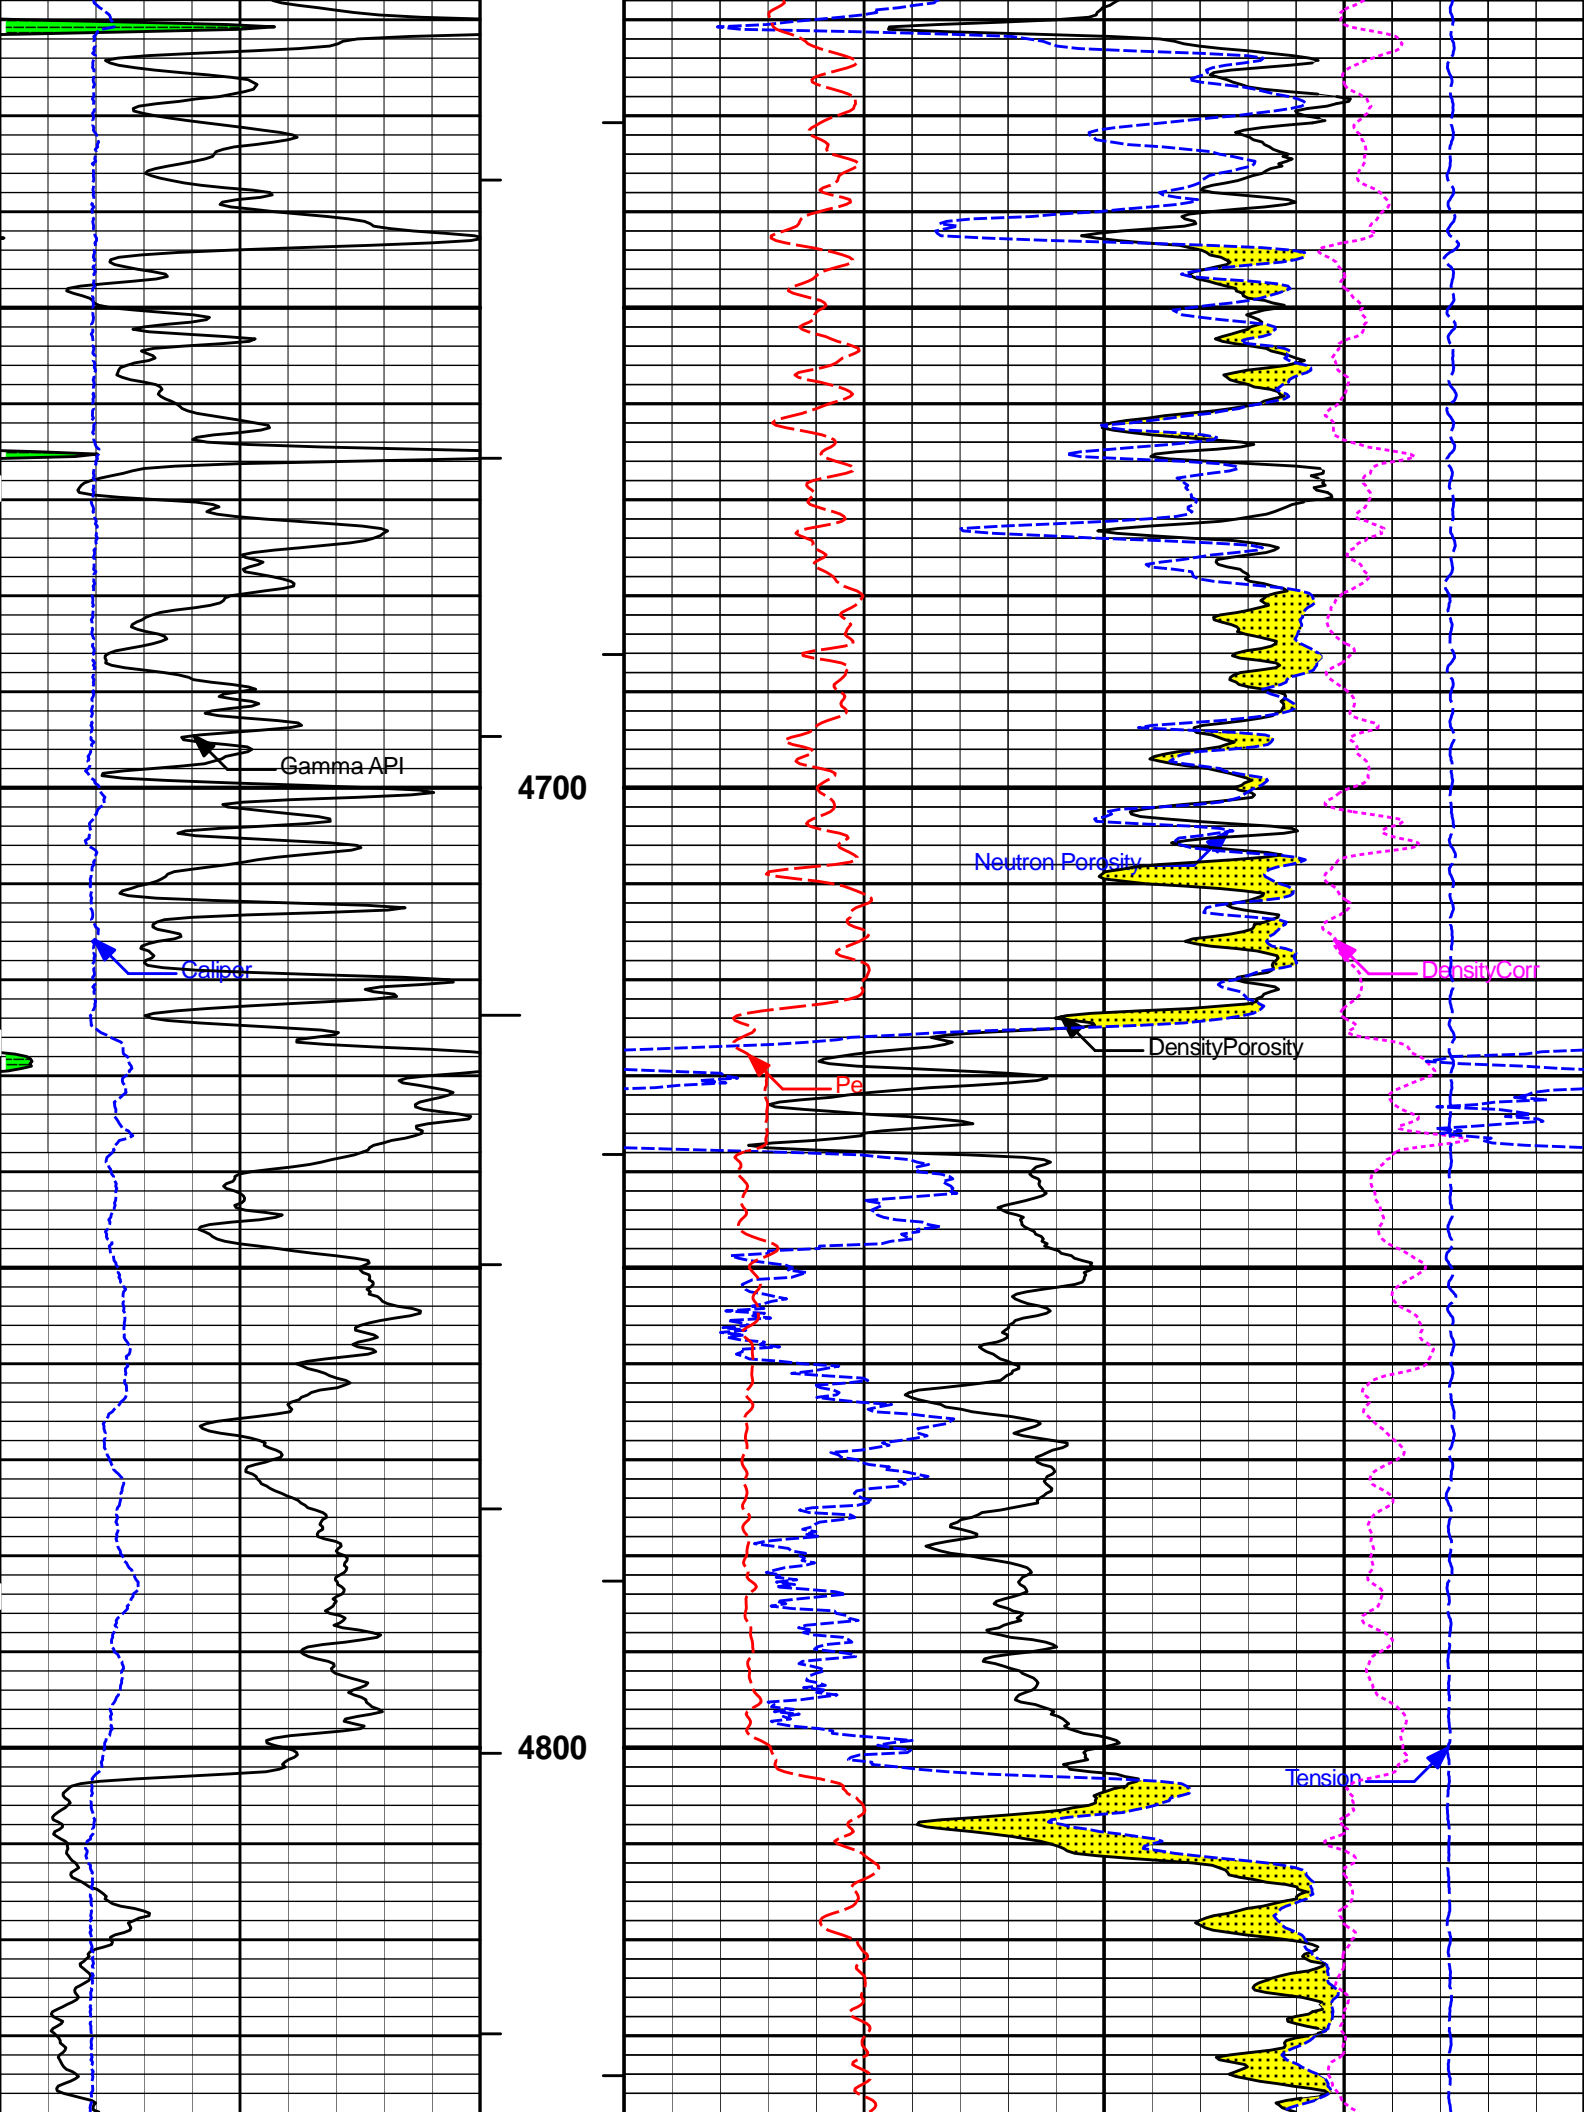 Gamma API
4700
Neutron Porosity
Caliper
DensityCorr
DensityPorosity
Pe
4800
Tension